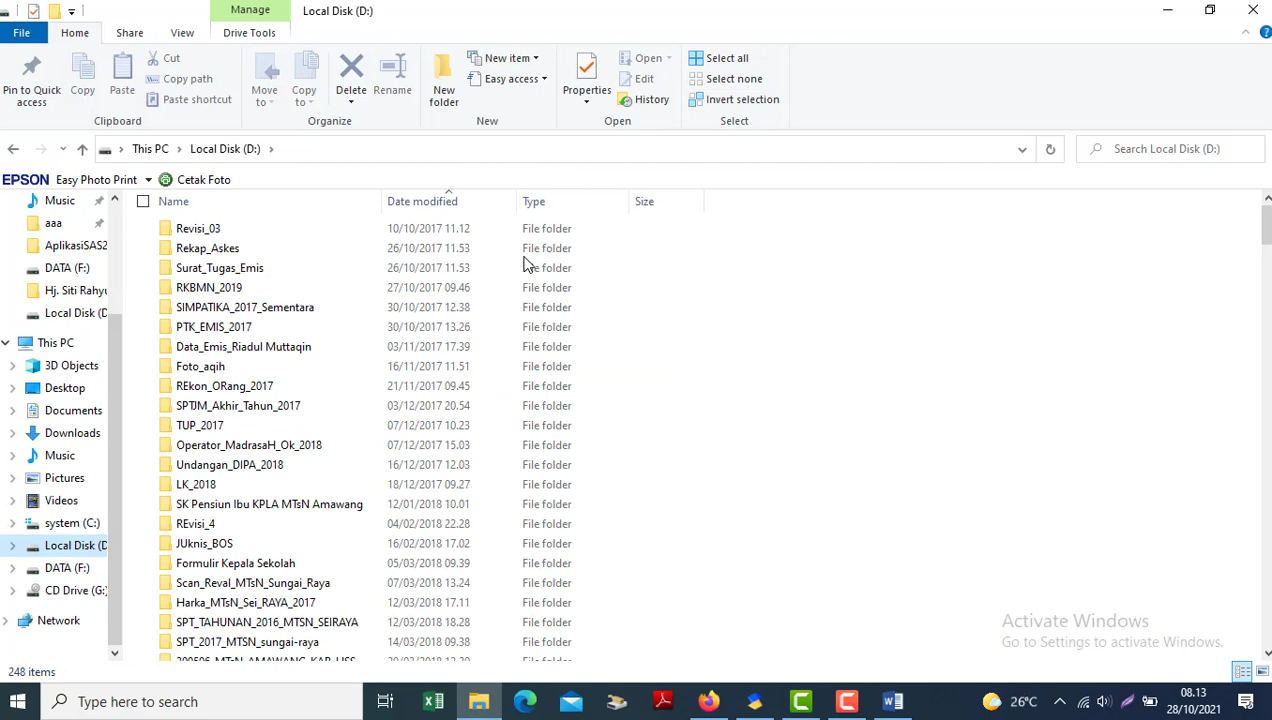 Manage
Local Disk (D:)
File
Home
Share
View
Drive Tools
Pin to Quick access
Copy
Paste
Cut
Copy path
Paste shortcut
Clipboard
Move to
Copy to
Delete
Rename
Organize
New folder
New item
Easy access
New
Properties
Open
Edit
History
Open
Select all
Select none
Invert selection
Select
This PC > Local Disk (D:) >
Search Local Disk (D:)
EPSON Easy Photo Print
Cetak Foto
Music
aaa
AplikasiSAS2
DATA (F:)
Hj. Siti Rahyu
Local Disk (D
This PC
3D Objects
Desktop
Documents
Downloads
Music
Pictures
Videos
system (C:)
Local Disk (D
DATA (F:)
CD Drive (G:
Network
Name Date modified Type Size
Revisi_03 10/10/2017 11.12 File folder
Rekap_Askes 26/10/2017 11.53 File folder
Surat_Tugas_Emis 26/10/2017 11.53 File folder
RKBMN_2019 27/10/2017 09.46 File folder
SIMPATIKA_2017_Sementara 30/10/2017 12.38 File folder
PTK_EMIS_2017 30/10/2017 13.26 File folder
Data_Emis_Riadul Muttaqin 03/11/2017 17.39 File folder
Foto_aqih 16/11/2017 11.51 File folder
REkon_ORang_2017 21/11/2017 09.45 File folder
SPTJM_Akhir_Tahun_2017 03/12/2017 20.54 File folder
TUP_2017 07/12/2017 10.23 File folder
Operator_MadrasaH_Ok_2018 07/12/2017 15.03 File folder
Undangan_DIPA_2018 16/12/2017 12.03 File folder
LK_2018 18/12/2017 09.27 File folder
SK Pensiun Ibu KPLA MTsN Amawang 12/01/2018 10.01 File folder
REvisi_4 04/02/2018 22.28 File folder
JUknis_BOS 16/02/2018 17.02 File folder
Formulir Kepala Sekolah 05/03/2018 09.39 File folder
Scan_Reval_MTsN_Sungai_Raya 07/03/2018 13.24 File folder
Harka_MTsN_Sei_RAYA_2017 12/03/2018 17.11 File folder
SPT_TAHUNAN_2016_MTSN_SEIRAYA 12/03/2018 18.28 File folder
SPT_2017_MTSN_sungai-raya 14/03/2018 09.38 File folder
Activate Windows
Go to Settings to activate Windows.
248 items
Type here to search
26°C
08.13
28/10/2021